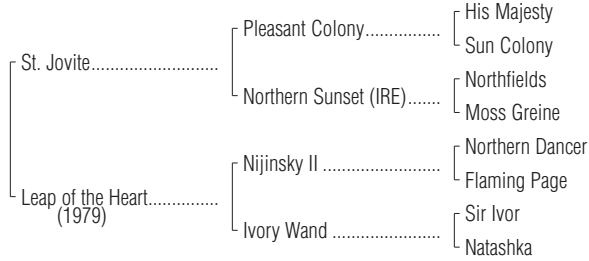 His Majesty
Pleasant Colony..................
Sun Colony
St. Jovite...........................
Northfields
Northern Sunset (IRE).......
Moss Greine
Northern Dancer
Nijinsky II .............................
Flaming Page
Leap of the Heart...............
(1979)
Sir Ivor
Ivory Wand ..........................
Natashka